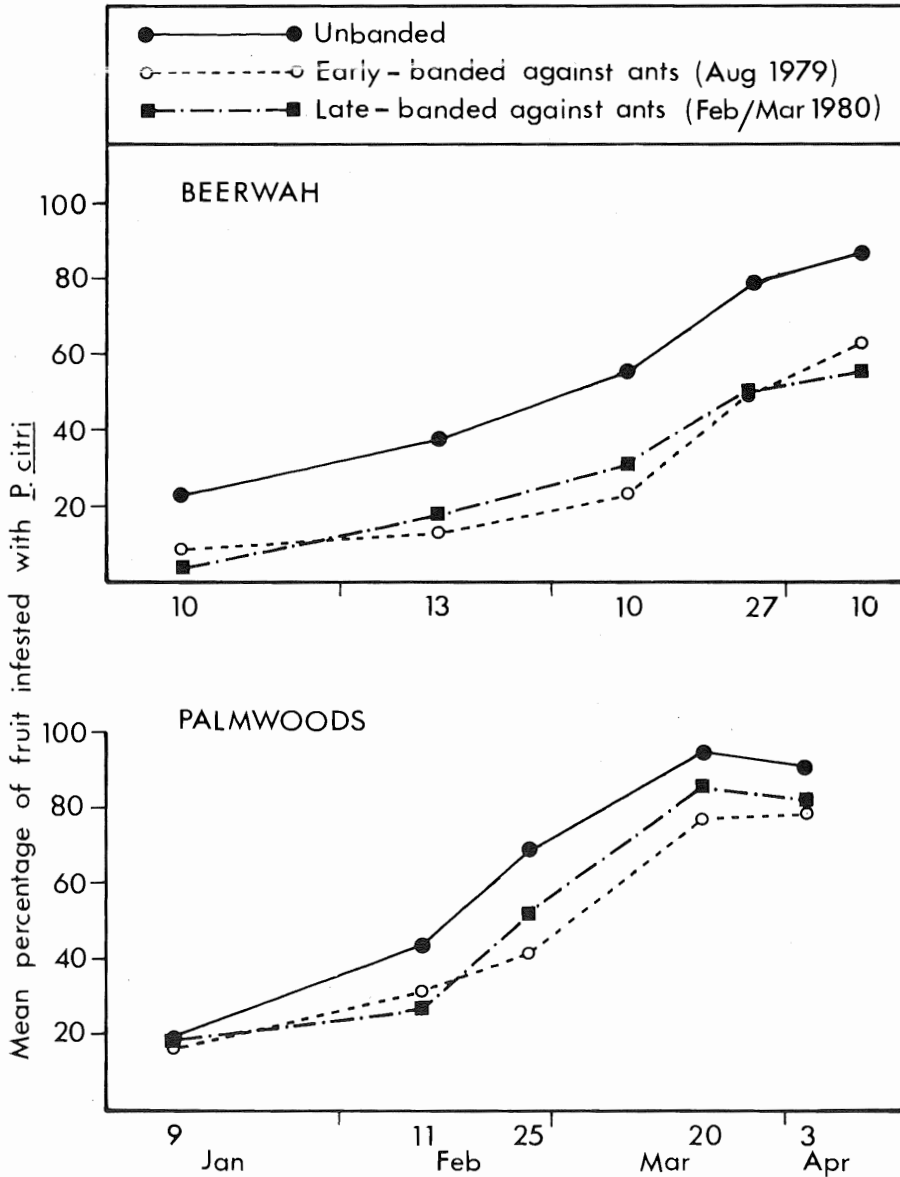 Unbanded
Early-banded against ants (Aug 1979)
Late-banded against ants (Feb/Mar 1980)
BEERWAH
100
80
60
40
20
10 13 10 27 10
Mean percentage of fruit infested with P. citri
PALMWOODS
100
80
60
40
20
9 11 25 20 3
Jan Feb Mar Apr